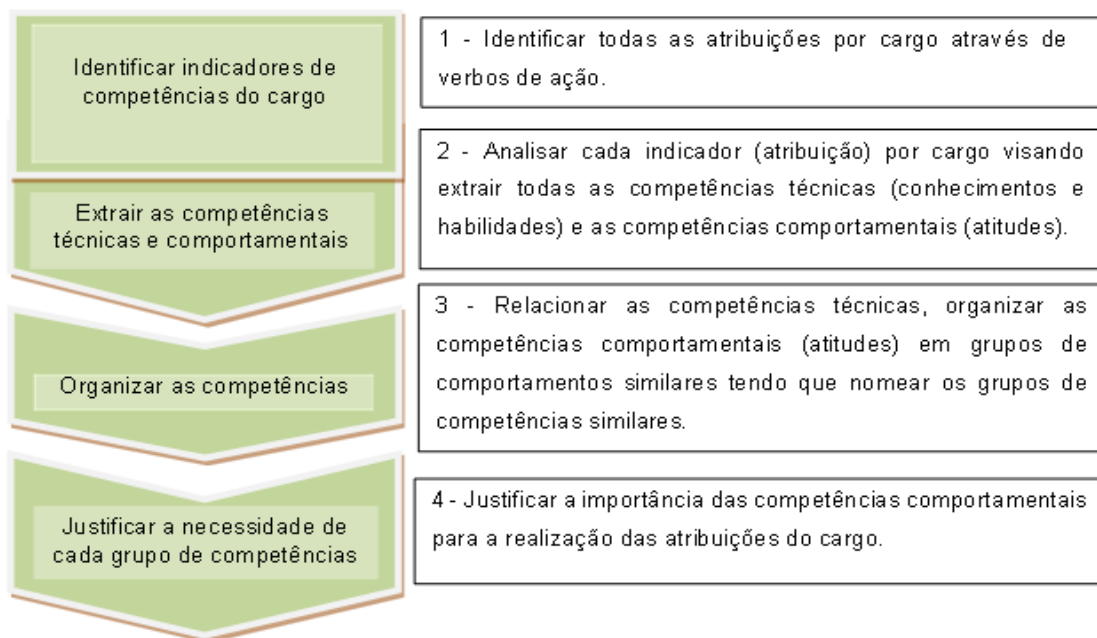 Identificar indicadores de
competências do cargo
1 - Identificar todas as atribuições por cargo através de
verbos de ação.
Extrair as competências
técnicas e comportamentais
2 - Analisar cada indicador (atribuição) por cargo visando
extrair todas as competências técnicas (conhecimentos e
habilidades) e as competências comportamentais (atitudes).
Organizar as competências
3 - Relacionar as competências técnicas, organizar as
competências comportamentais (atitudes) em grupos de
comportamentos similares tendo que nomear os grupos de
competências similares.
Justificar a necessidade de
cada grupo de competências
4 - Justificar a importância das competências comportamentais
para a realização das atribuições do cargo.